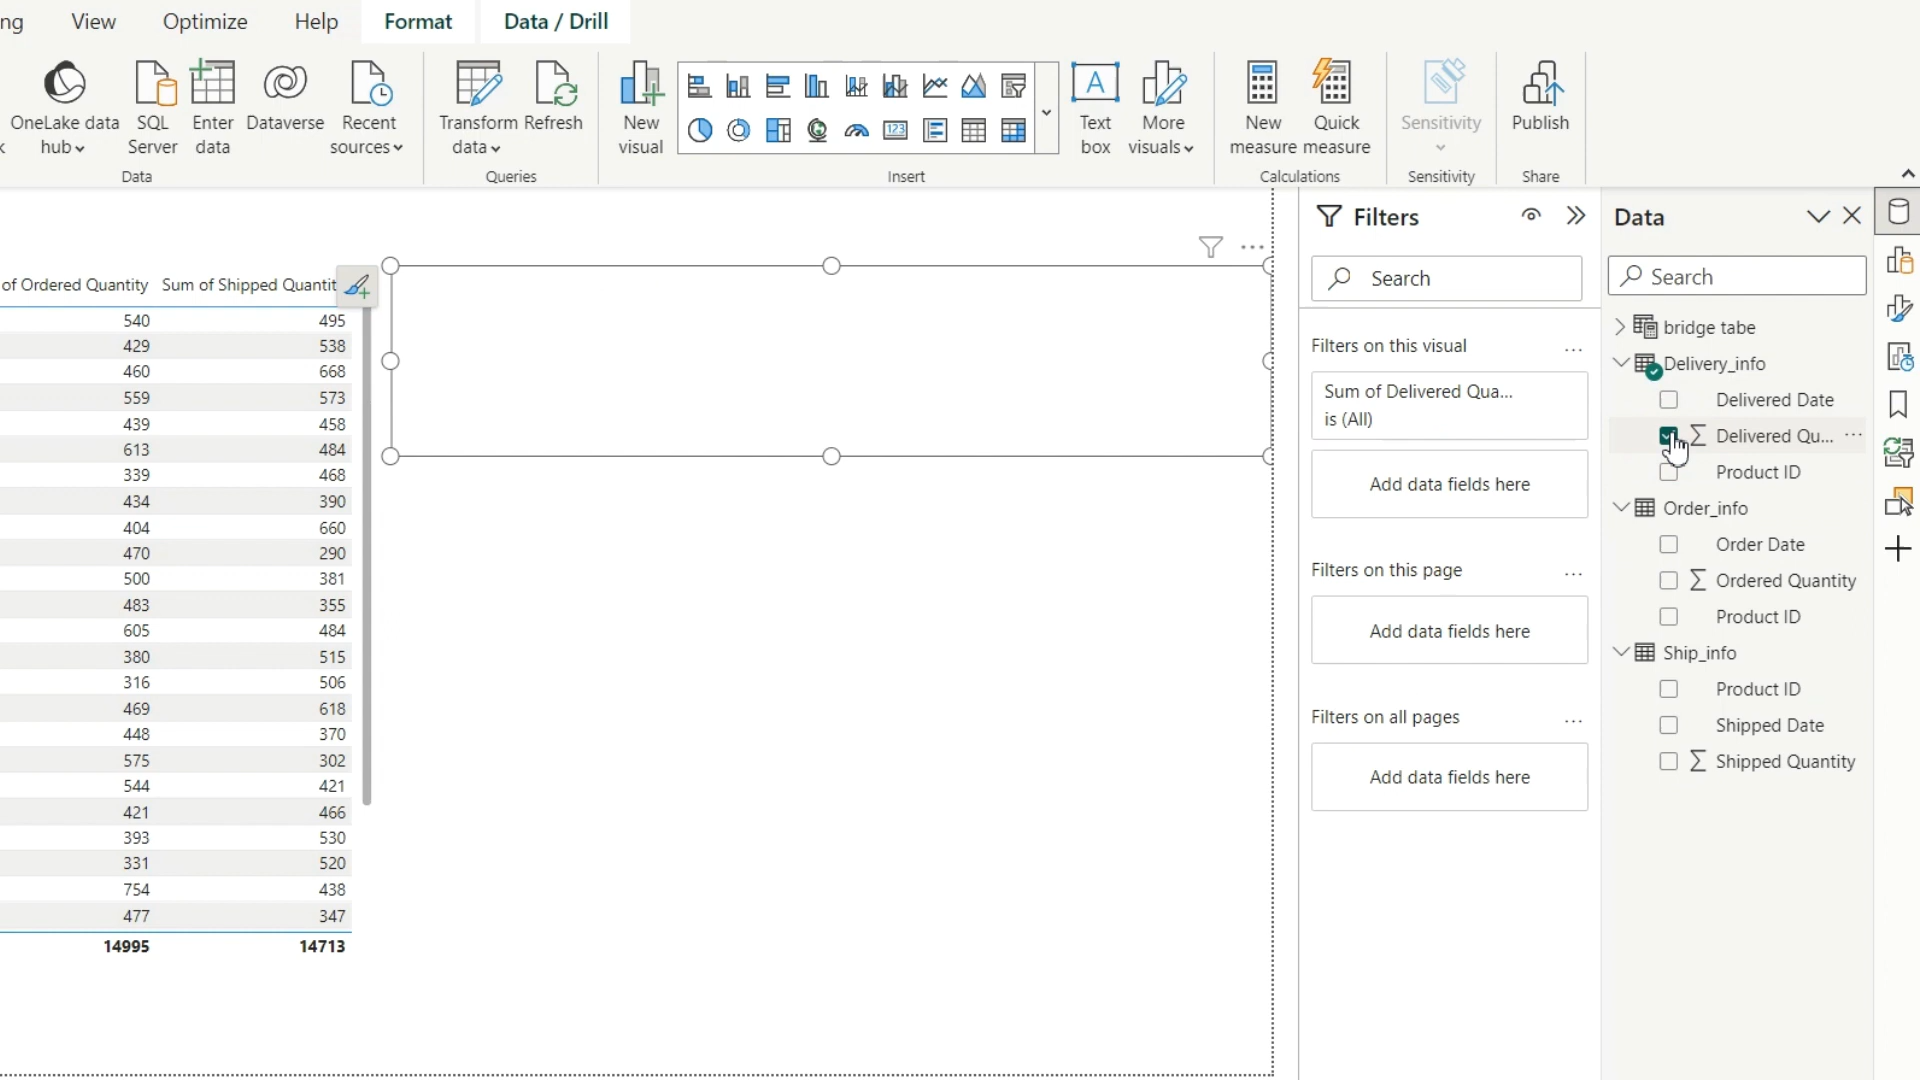 ng View Optimize Help Format Data / Drill
OneLake data hub
SQL Server
Enter data
Dataverse
Recent sources
Transform data
Refresh
New visual
123
A
Text box
More visuals
New measure
Quick measure
Sensitivity
Publish
Data Queries Insert Calculations Sensitivity Share
of Ordered Quantity Sum of Shipped Quantit
540 495
429 538
460 668
559 573
439 458
613 484
339 468
434 390
404 660
470 290
500 381
483 355
605 484
380 515
316 506
469 618
448 370
575 302
544 421
421 466
393 530
331 520
754 438
477 347
14995 14713
Filters
Search
Filters on this visual ...
Sum of Delivered Qua...
is (All)
Add data fields here
Filters on this page ...
Add data fields here
Filters on all pages ...
Add data fields here
Data
Search
bridge tabe
Delivery_info
Delivered Date
Σ Delivered Qu... ...
Product ID
Order_info
Order Date
Σ Ordered Quantity
Product ID
Ship_info
Product ID
Shipped Date
Σ Shipped Quantity